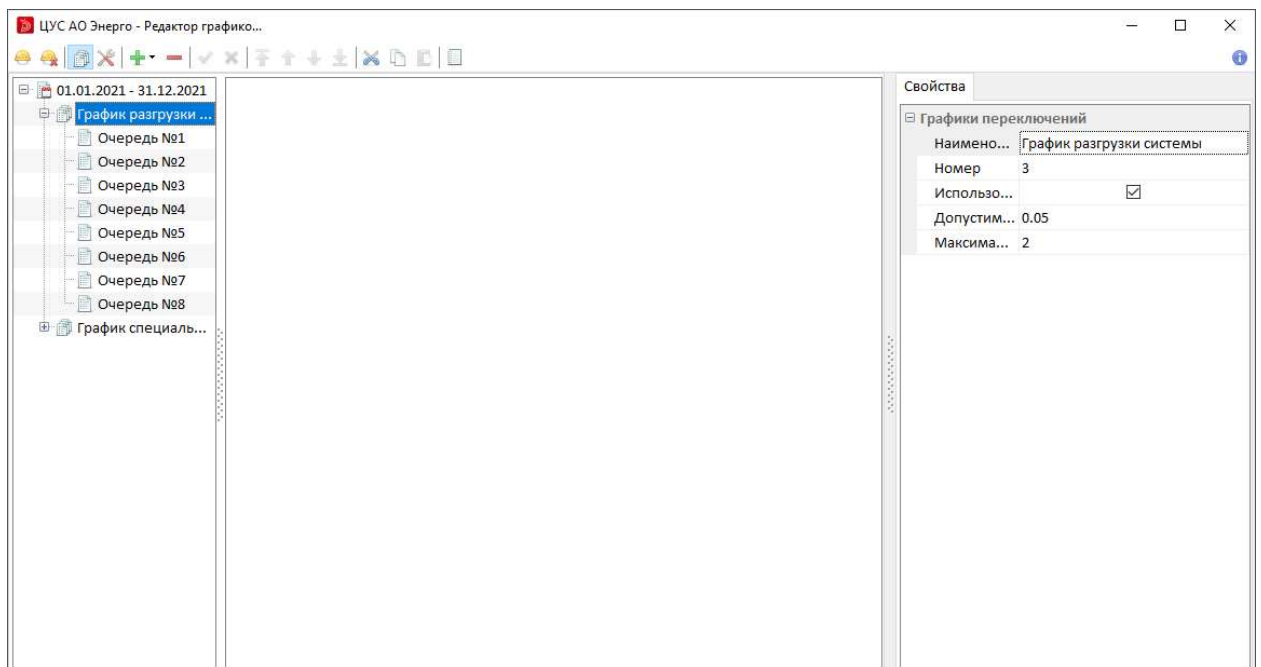 ЦУС АО Энерго - Редактор графико...
01.01.2021 - 31.12.2021
График разгрузки ...
Очередь №1
Очередь №2
Очередь №3
Очередь №4
Очередь №5
Очередь №6
Очередь №7
Очередь №8
График специаль...
Свойства
Графики переключений
Наимено... График разгрузки системы
Номер 3
Использо...
Допустим... 0.05
Максима... 2